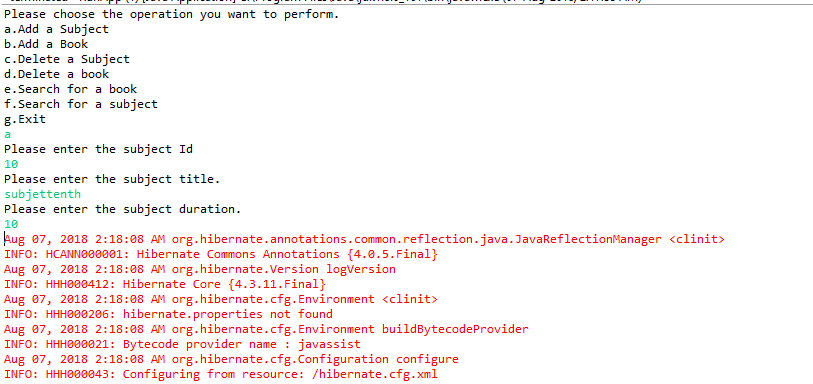 Please choose the operation you want to perform.
a.Add a Subject
b.Add a Book
c.Delete a Subject
d.Delete a book
e.Search for a book
f.Search for a subject
g.Exit
a
Please enter the subject Id
10
Please enter the subject title.
subjettenth
Please enter the subject duration.
10
Aug 07, 2018 2:18:08 AM org.hibernate.annotations.common.reflection.java.JavaReflectionManager <clinit>
INFO: HCANN000001: Hibernate Commons Annotations {4.0.5.Final}
Aug 07, 2018 2:18:08 AM org.hibernate.Version logVersion
INFO: HHH000412: Hibernate Core {4.3.11.Final}
Aug 07, 2018 2:18:08 AM org.hibernate.cfg.Environment <clinit>
INFO: HHH000206: hibernate.properties not found
Aug 07, 2018 2:18:08 AM org.hibernate.cfg.Environment buildBytecodeProvider
INFO: HHH000021: Bytecode provider name : javassist
Aug 07, 2018 2:18:08 AM org.hibernate.cfg.Configuration configure
INFO: HHH000043: Configuring from resource: /hibernate.cfg.xml